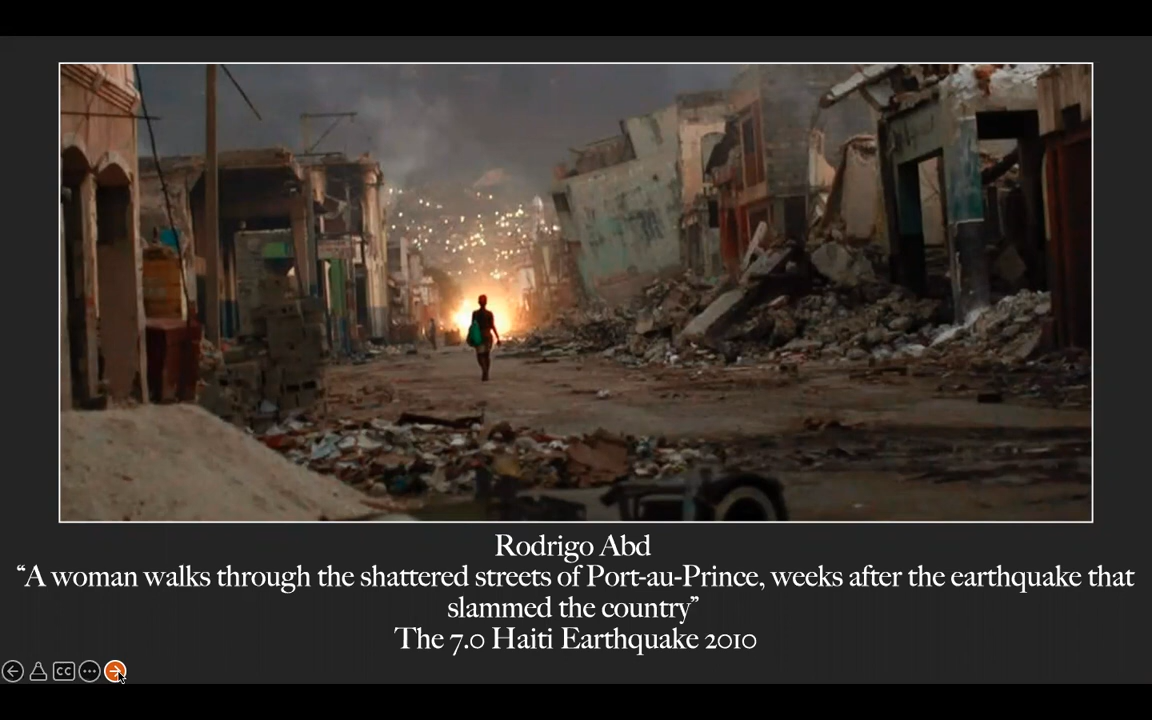 Rodrigo Abd
“A woman walks through the shattered streets of Port-au-Prince, weeks after the earthquake that
slammed the country”
The 7.0 Haiti Earthquake 2010
CC